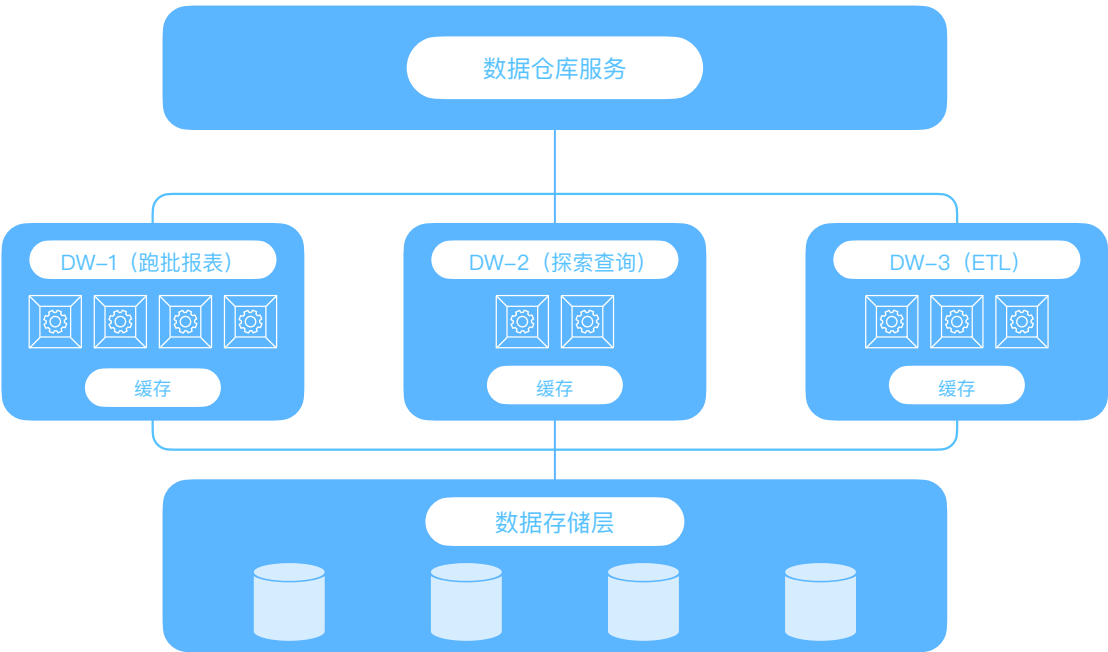 数据仓库服务
DW-1（跑批报表）
DW-2（探索查询）
DW-3（ETL）
缓存
缓存
缓存
数据存储层